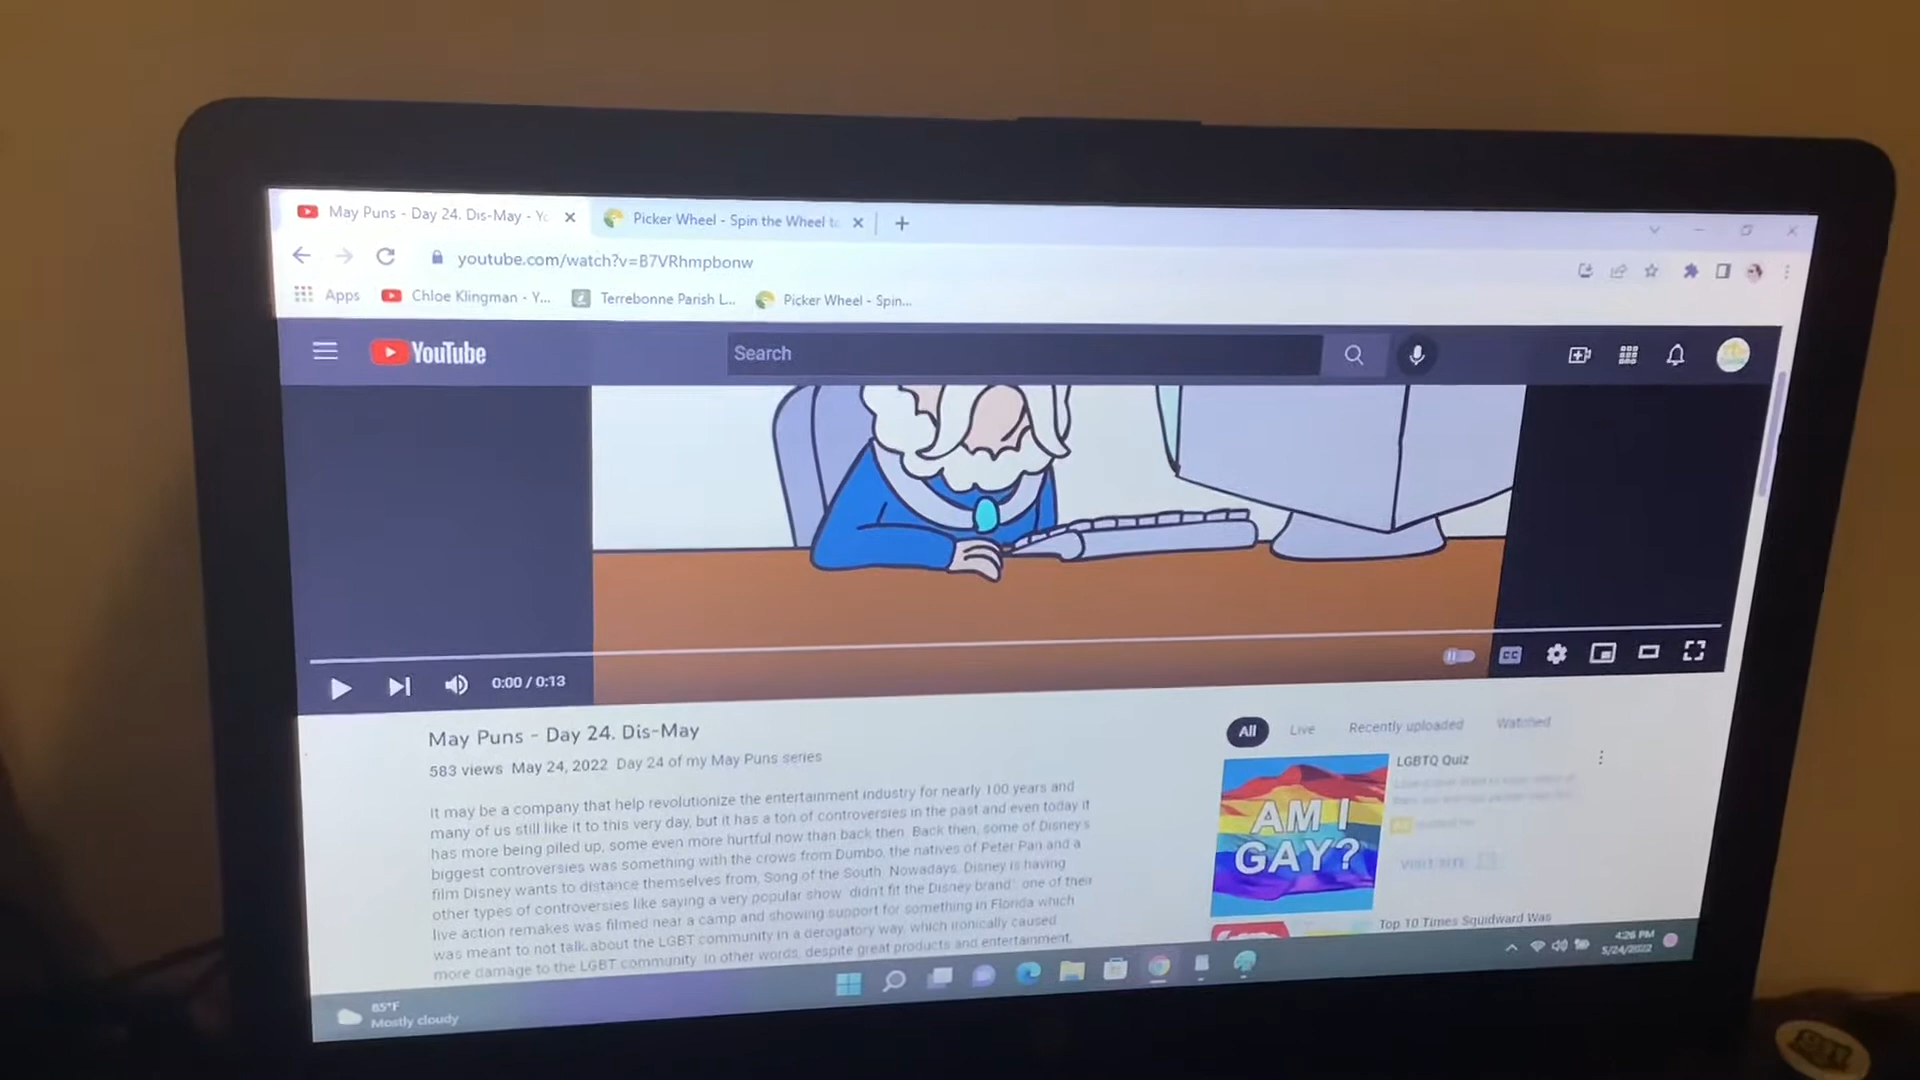 May Puns - Day 24. Dis-May - Yo
Picker Wheel - Spin the Wheel to
youtube.com/watch?v=B7VRhmpbonw
Apps
Chloe Klingman - Y...
Terrebonne Parish L...
Picker Wheel - Spin...
YouTube
Search
0:00 / 0:13
CC
May Puns - Day 24. Dis-May
583 views May 24, 2022 Day 24 of my May Puns series
It may be a company that help revolutionize the entertainment industry for nearly 100 years and
many of us still like it to this very day, but it has a ton of controversies in the past and even today it
has more being piled up, some even more hurtful now than back then. Back then, some of Disney's
biggest controversies was something with the crows from Dumbo, the natives of Peter Pan and a
film Disney wants to distance themselves from, Song of the South. Nowadays, Disney is having
other types of controversies like saying a very popular show "didn't fit the Disney brand", one of their
live action remakes was filmed near a camp and showing support for something in Florida which
was meant to not talk about the LGBT community in a derogatory way, which ironically caused
more damage to the LGBT community. In other words, despite great products and entertainment,
All
Live
Recently uploaded
Watched
AM I
GAY?
LGBTQ Quiz
VISIT SITE
Top 10 Times Squidward Was
85°F
Mostly cloudy
4:26 PM
5/24/2022